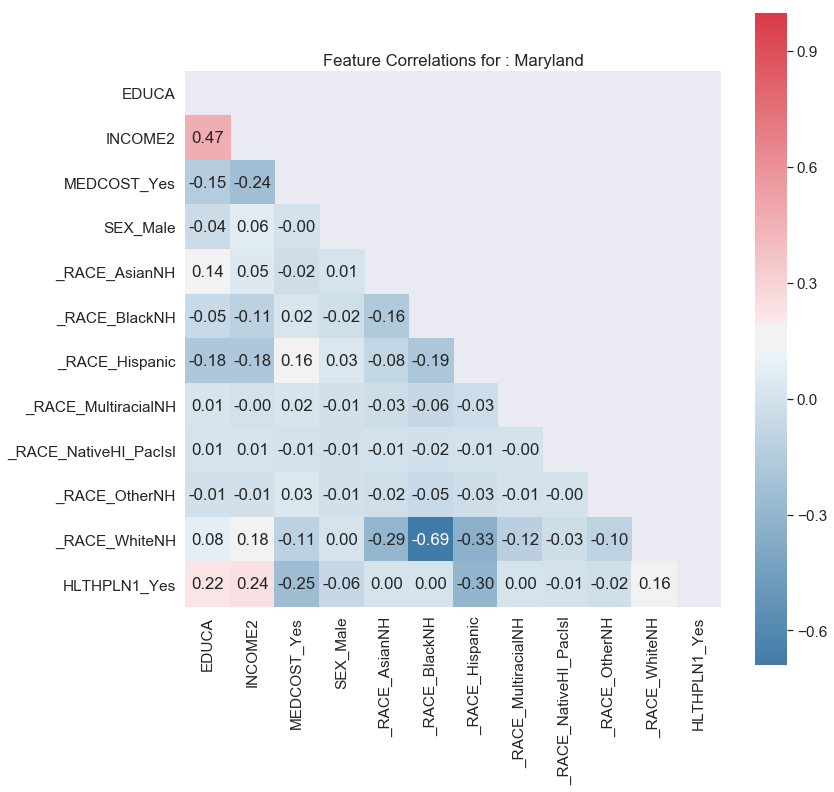 Feature Correlations for : Maryland
EDUCA
INCOME2 0.47
MEDCOST_Yes -0.15 -0.24
SEX_Male -0.04 0.06 -0.00
_RACE_AsianNH 0.14 0.05 -0.02 0.01
_RACE_BlackNH -0.05 -0.11 0.02 -0.02 -0.16
_RACE_Hispanic -0.18 -0.18 0.16 0.03 -0.08 -0.19
_RACE_MultiracialNH 0.01 -0.00 0.02 -0.01 -0.03 -0.06 -0.03
_RACE_NativeHI_PacIsl 0.01 0.01 -0.01 -0.01 -0.01 -0.02 -0.01 -0.00
_RACE_OtherNH -0.01 -0.01 0.03 -0.01 -0.02 -0.05 -0.03 -0.01 -0.00
_RACE_WhiteNH 0.08 0.18 -0.11 0.00 -0.29 -0.69 -0.33 -0.12 -0.03 -0.10
HLTHPLN1_Yes 0.22 0.24 -0.25 -0.06 0.00 0.00 -0.30 0.00 -0.01 -0.02 0.16
EDUCA
INCOME2
MEDCOST_Yes
SEX_Male
_RACE_AsianNH
_RACE_BlackNH
_RACE_Hispanic
_RACE_MultiracialNH
_RACE_NativeHI_PacIsl
_RACE_OtherNH
_RACE_WhiteNH
HLTHPLN1_Yes
0.9
0.6
0.3
0.0
−0.3
−0.6